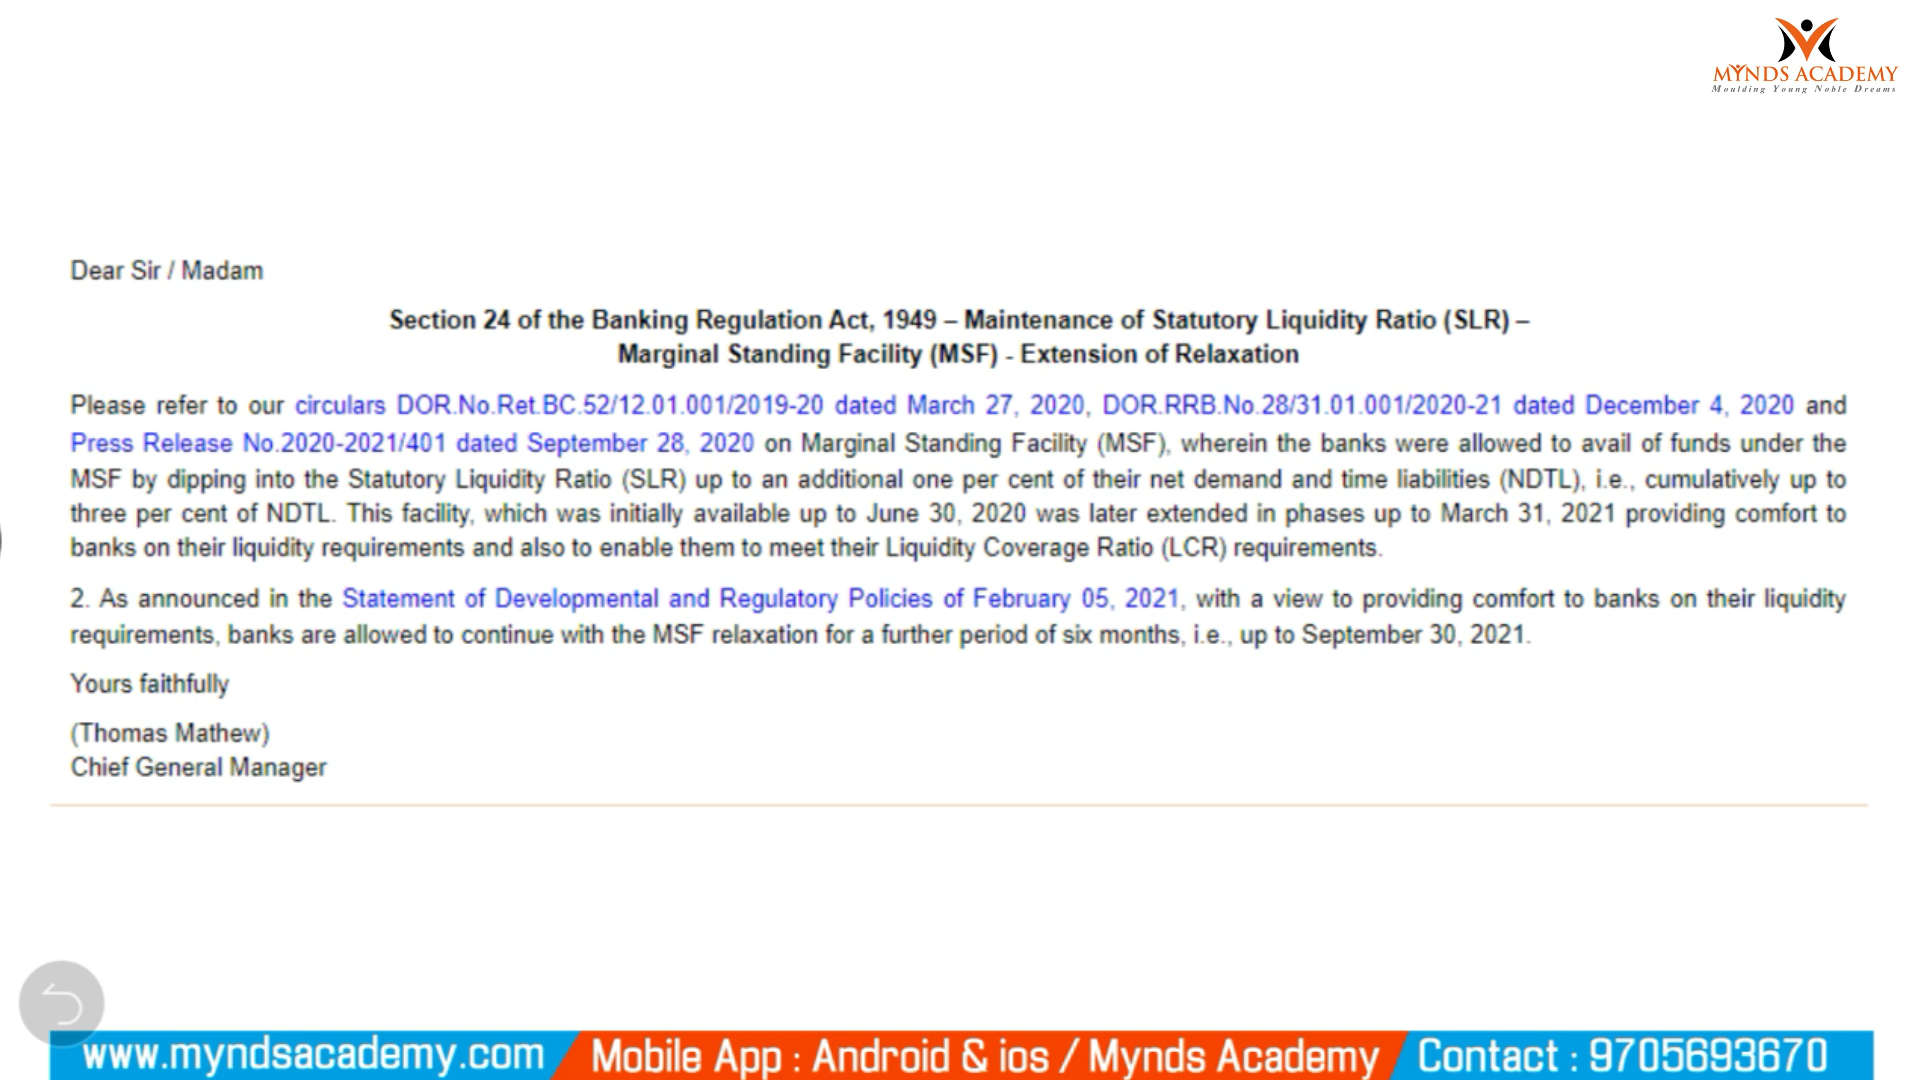 MYNDS ACADEMY
Moulding Young Noble Dreams
Dear Sir / Madam
Section 24 of the Banking Regulation Act, 1949 – Maintenance of Statutory Liquidity Ratio (SLR) –
Marginal Standing Facility (MSF) - Extension of Relaxation
Please refer to our circulars DOR.No.Ret.BC.52/12.01.001/2019-20 dated March 27, 2020, DOR.RRB.No.28/31.01.001/2020-21 dated December 4, 2020 and
Press Release No.2020-2021/401 dated September 28, 2020 on Marginal Standing Facility (MSF), wherein the banks were allowed to avail of funds under the
MSF by dipping into the Statutory Liquidity Ratio (SLR) up to an additional one per cent of their net demand and time liabilities (NDTL), i.e., cumulatively up to
three per cent of NDTL. This facility, which was initially available up to June 30, 2020 was later extended in phases up to March 31, 2021 providing comfort to
banks on their liquidity requirements and also to enable them to meet their Liquidity Coverage Ratio (LCR) requirements.
2. As announced in the Statement of Developmental and Regulatory Policies of February 05, 2021, with a view to providing comfort to banks on their liquidity
requirements, banks are allowed to continue with the MSF relaxation for a further period of six months, i.e., up to September 30, 2021.
Yours faithfully
(Thomas Mathew)
Chief General Manager
www.myndsacademy.com Mobile App : Android & ios / Mynds Academy Contact : 9705693670